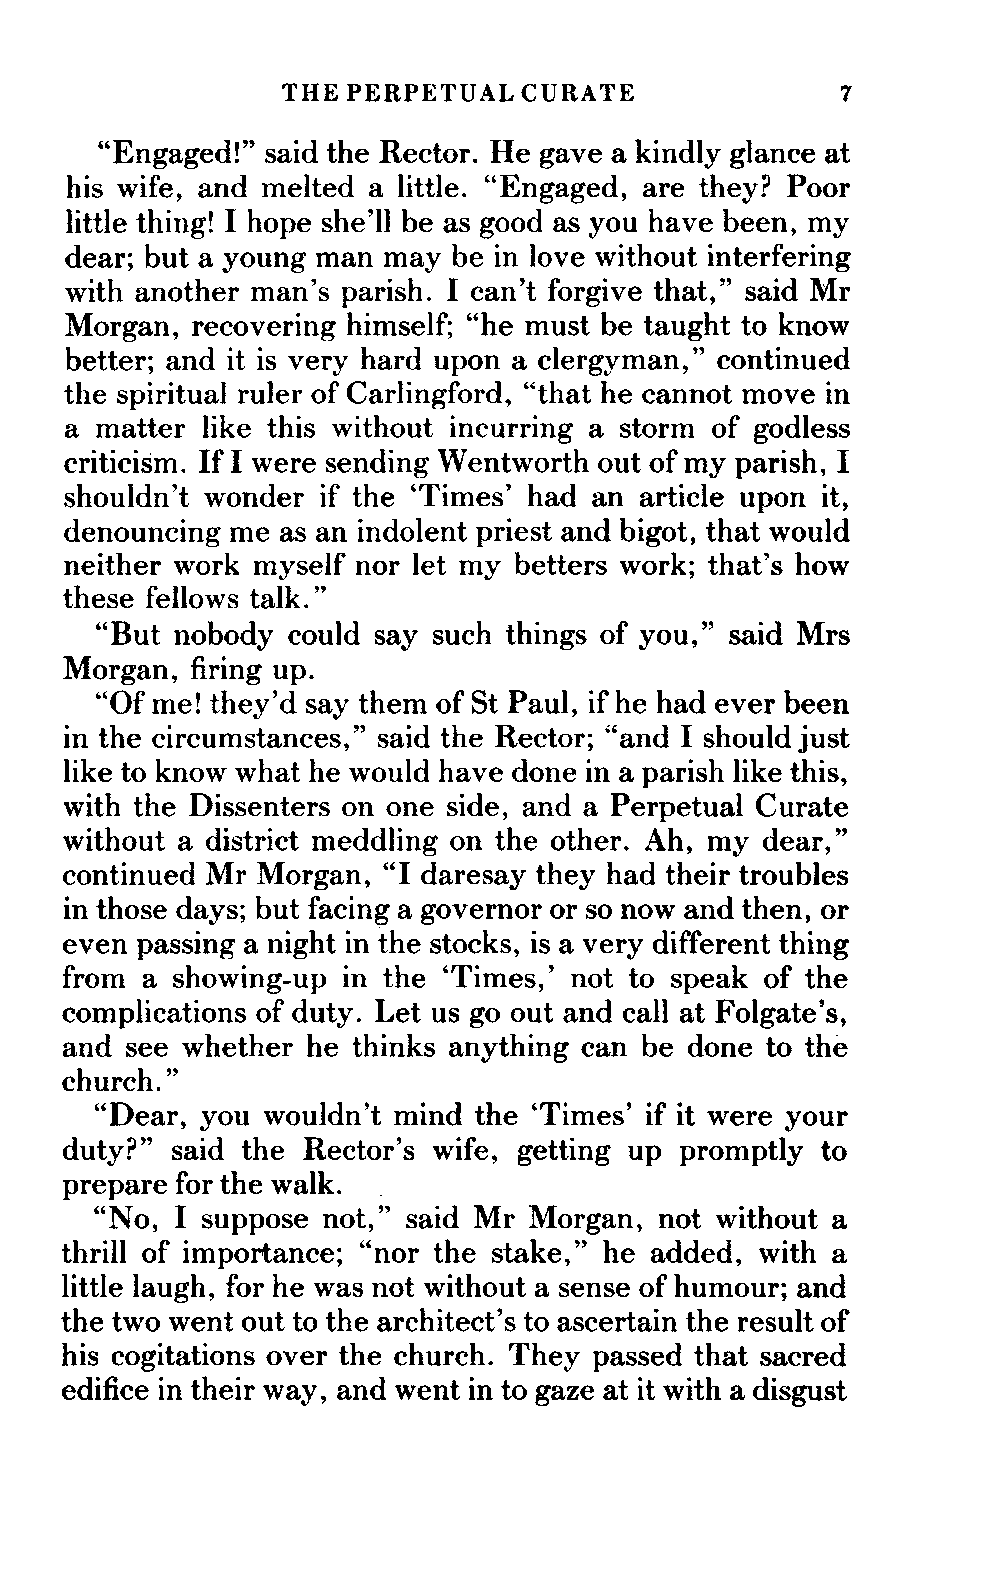 THE PERPETUAL CURATE 7
“Engaged!” said the Rector. He gave a kindly glance at
his wife, and melted a little. “Engaged, are they? Poor
little thing! I hope she’ll be as good as you have been, my
dear; but a young man may be in love without interfering
with another man’s parish. I can’t forgive that,” said Mr
Morgan, recovering himself; “he must be taught to know
better; and it is very hard upon a clergyman,” continued
the spiritual ruler of Carlingford, “that he cannot move in
a matter like this without incurring a storm of godless
criticism. If I were sending Wentworth out of my parish, I
shouldn’t wonder if the ‘Times’ had an article upon it,
denouncing me as an indolent priest and bigot, that would
neither work myself nor let my betters work; that’s how
these fellows talk.”
“But nobody could say such things of you,” said Mrs
Morgan, firing up.
“Of me! they’d say them of St Paul, if he had ever been
in the circumstances,” said the Rector; “and I should just
like to know what he would have done in a parish like this,
with the Dissenters on one side, and a Perpetual Curate
without a district meddling on the other. Ah, my dear,”
continued Mr Morgan, “I daresay they had their troubles
in those days; but facing a governor or so now and then, or
even passing a night in the stocks, is a very different thing
from a showing-up in the ‘Times,’ not to speak of the
complications of duty. Let us go out and call at Folgate’s,
and see whether he thinks anything can be done to the
church.”
“Dear, you wouldn’t mind the ‘Times’ if it were your
duty?” said the Rector’s wife, getting up promptly to
prepare for the walk.
“No, I suppose not,” said Mr Morgan, not without a
thrill of importance; “nor the stake,” he added, with a
little laugh, for he was not without a sense of humour; and
the two went out to the architect’s to ascertain the result of
his cogitations over the church. They passed that sacred
edifice in their way, and went in to gaze at it with a disgust